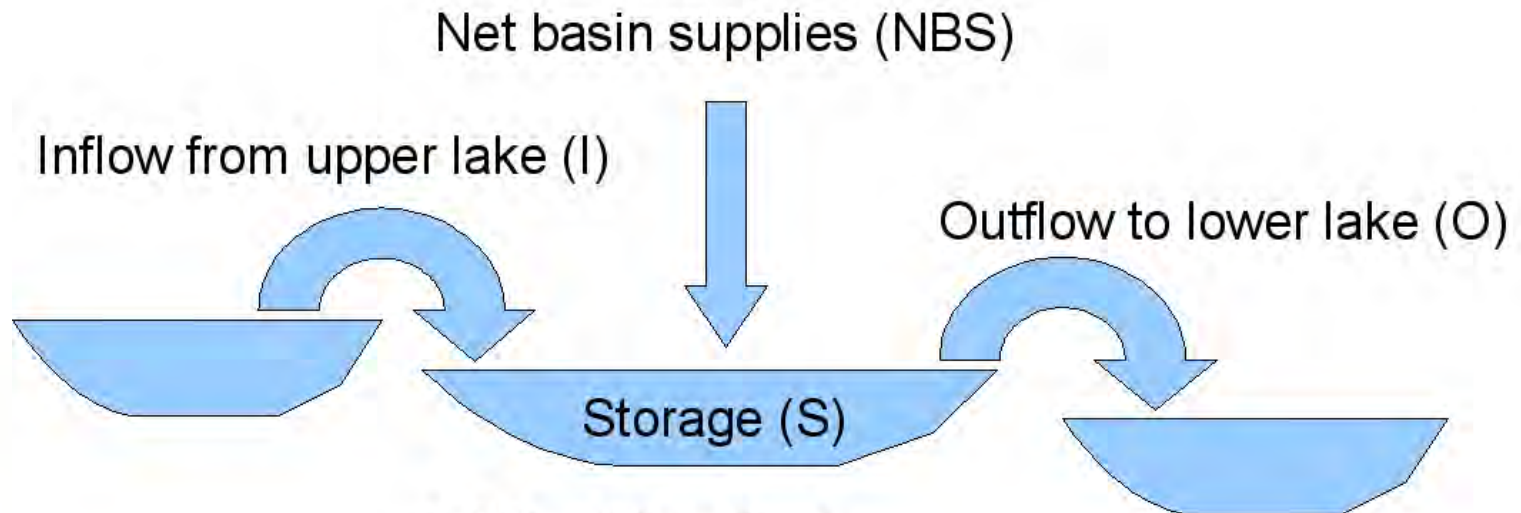 Net basin supplies (NBS)
Inflow from upper lake (I)
Outflow to lower lake (O)
Storage (S)